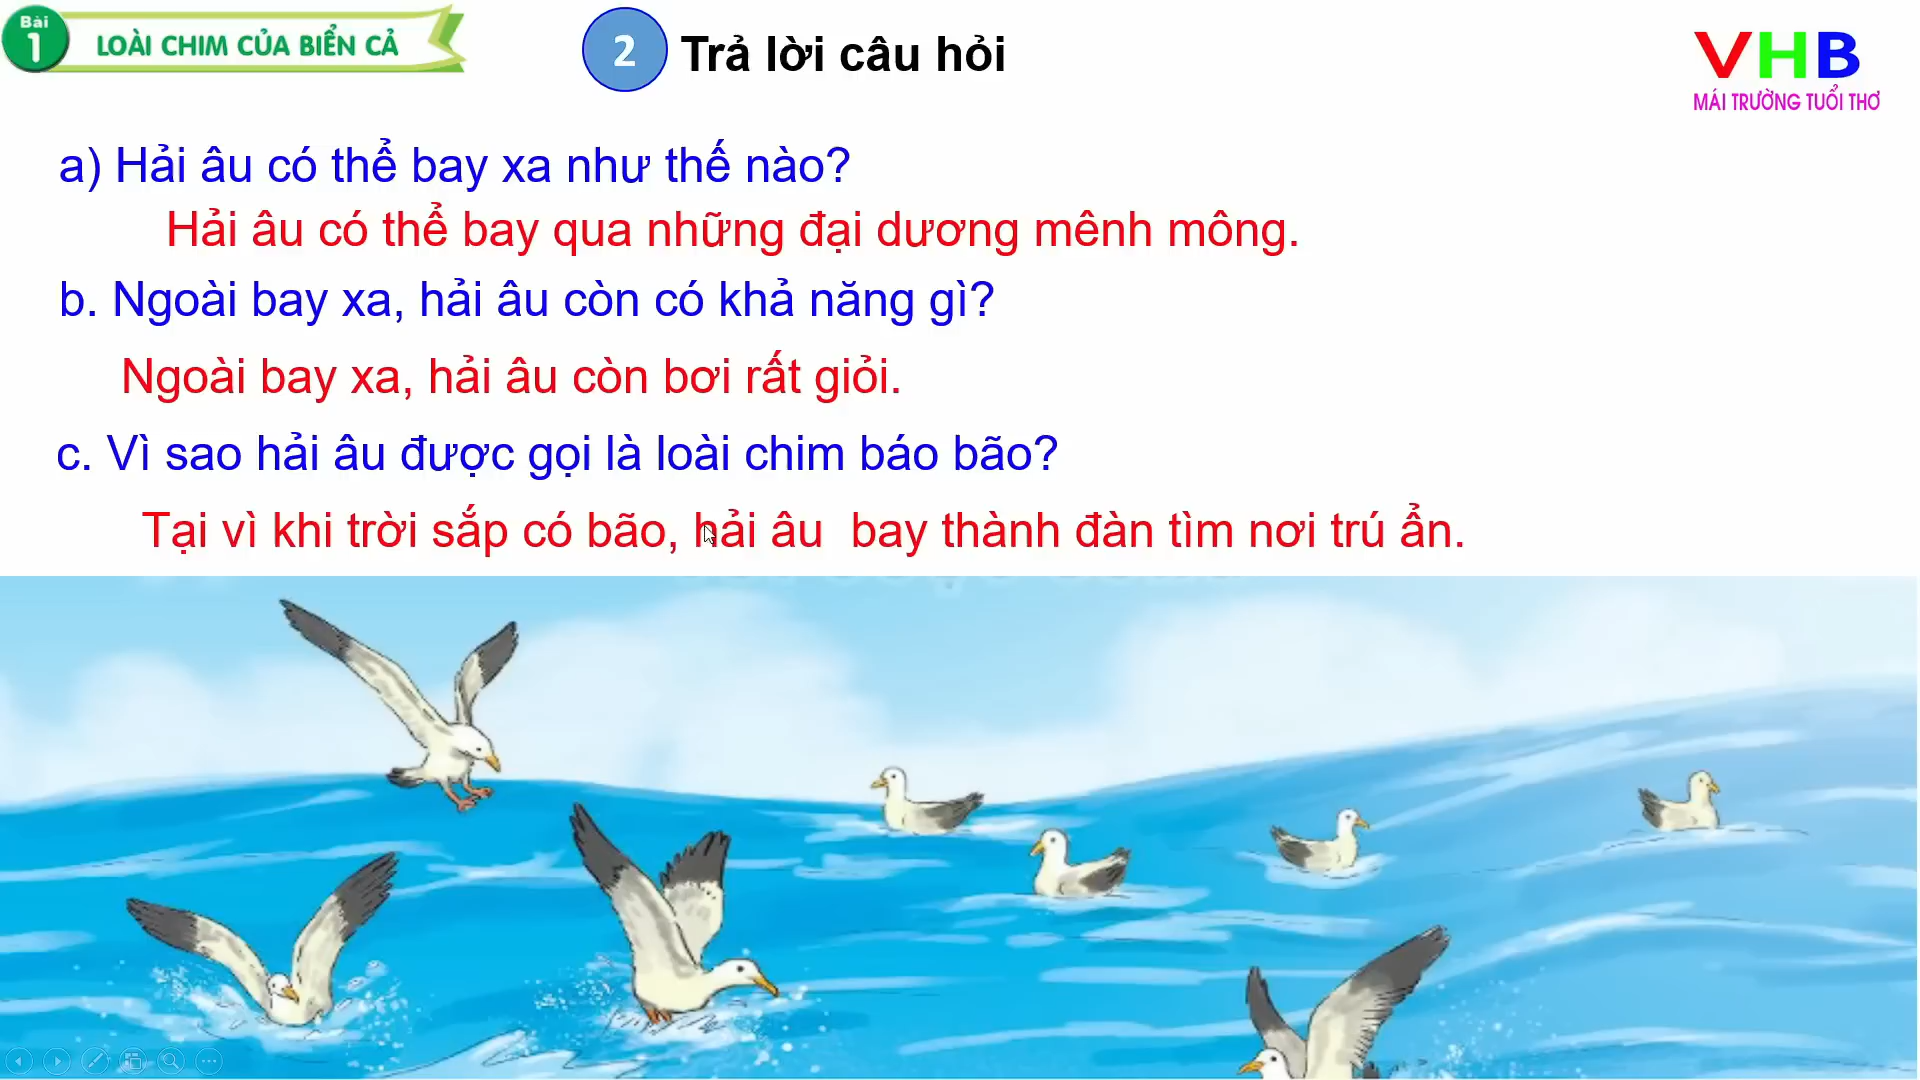 Bài
1
LOÀI CHIM CỦA BIỂN CẢ
2
Trả lời câu hỏi
VHB
MÁI TRƯỜNG TUỔI THƠ
a) Hải âu có thể bay xa như thế nào?
Hải âu có thể bay qua những đại dương mênh mông.
b. Ngoài bay xa, hải âu còn có khả năng gì?
Ngoài bay xa, hải âu còn bơi rất giỏi.
c. Vì sao hải âu được gọi là loài chim báo bão?
Tại vì khi trời sắp có bão, hải âu  bay thành đàn tìm nơi trú ẩn.